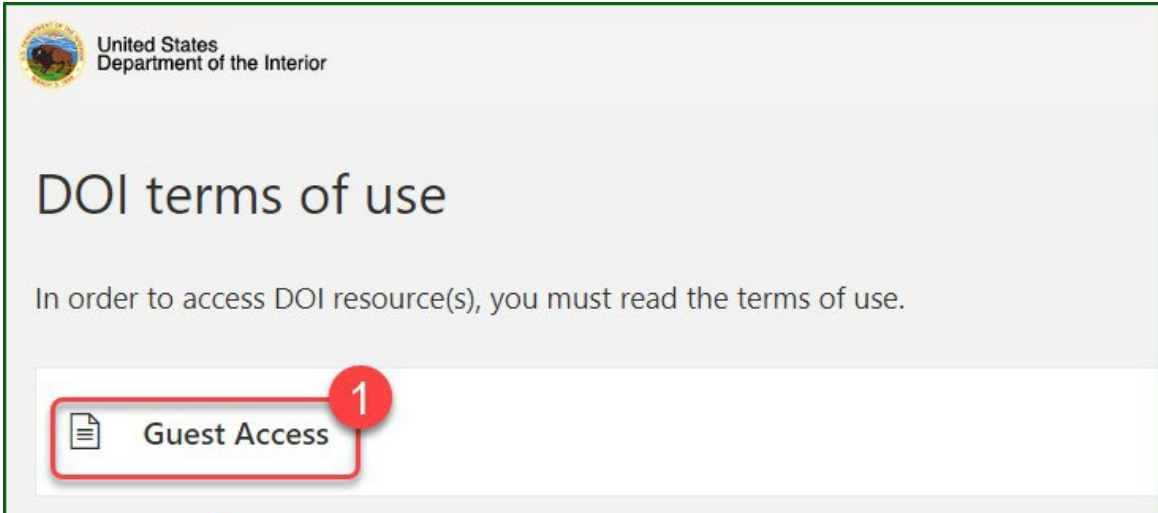 United States
Department of the Interior
DOI terms of use
In order to access DOI resource(s), you must read the terms of use.
1
Guest Access